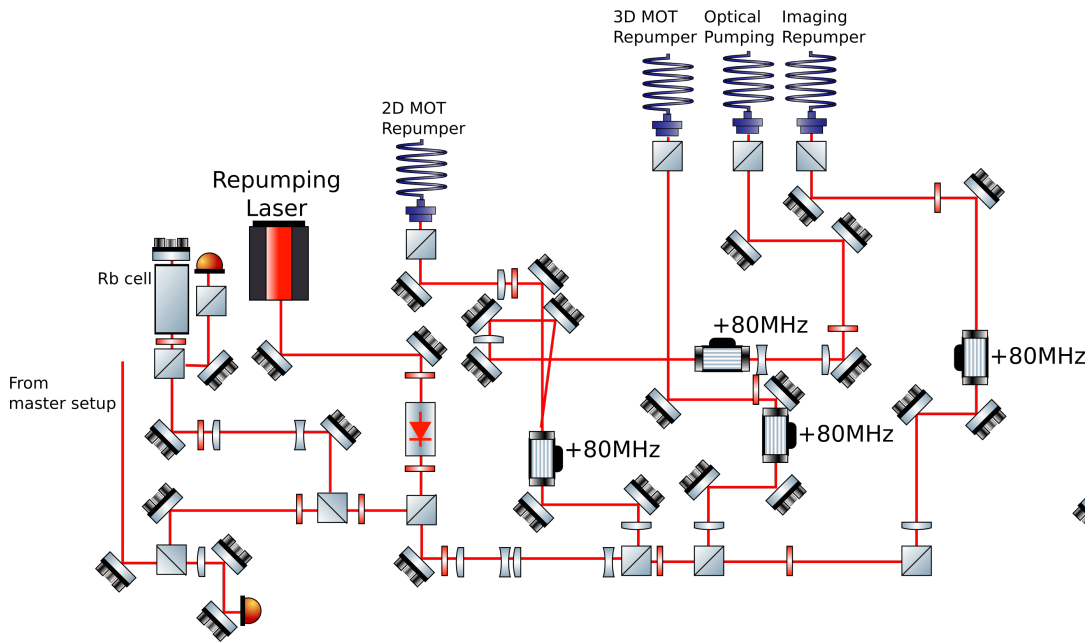 3D MOT
Repumper
Optical
Pumping
Imaging
Repumper
2D MOT
Repumper
Repumping
Laser
Rb cell
+80MHz
+80MHz
From
master setup
+80MHz
+80MHz